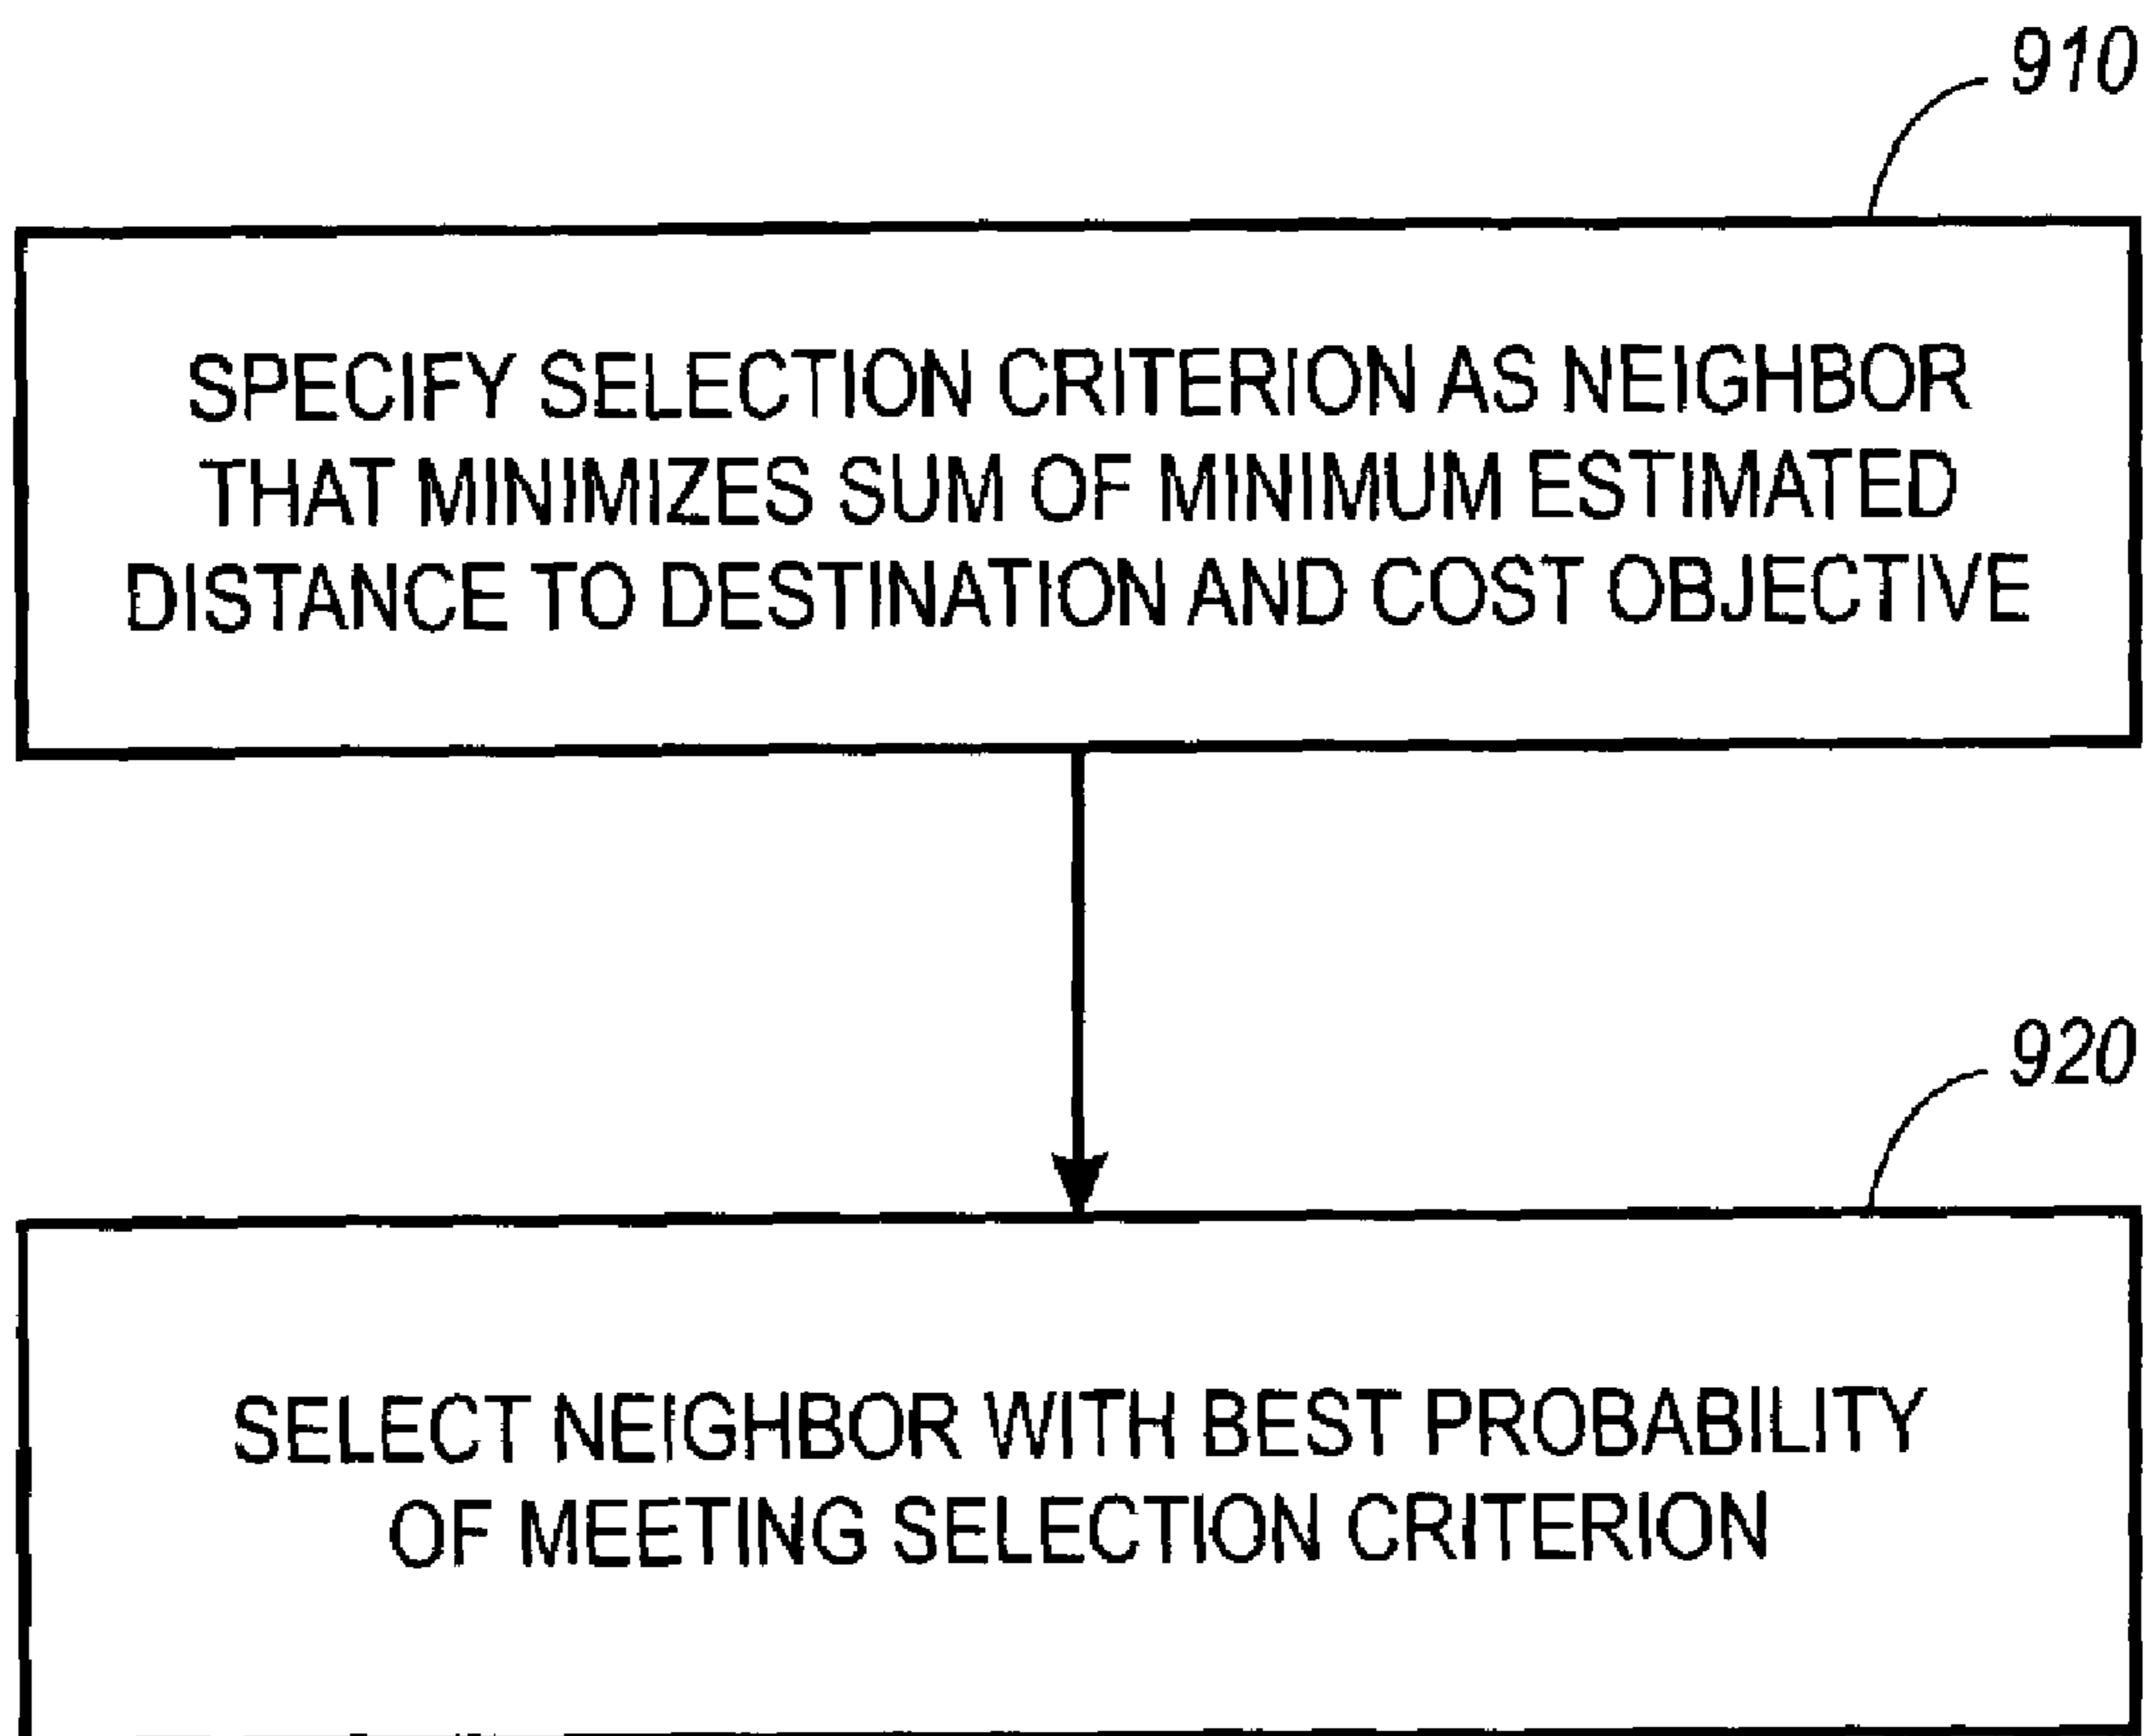 910
SPECIFY SELECTION CRITERION AS NEIGHBOR
THAT MINIMIZES SUM OF MINIMUM ESTIMATED
DISTANCE TO DESTINATION AND COST OBJECTIVE
920
SELECT NEIGHBOR WITH BEST PROBABILITY
OF MEETING SELECTION CRITERION